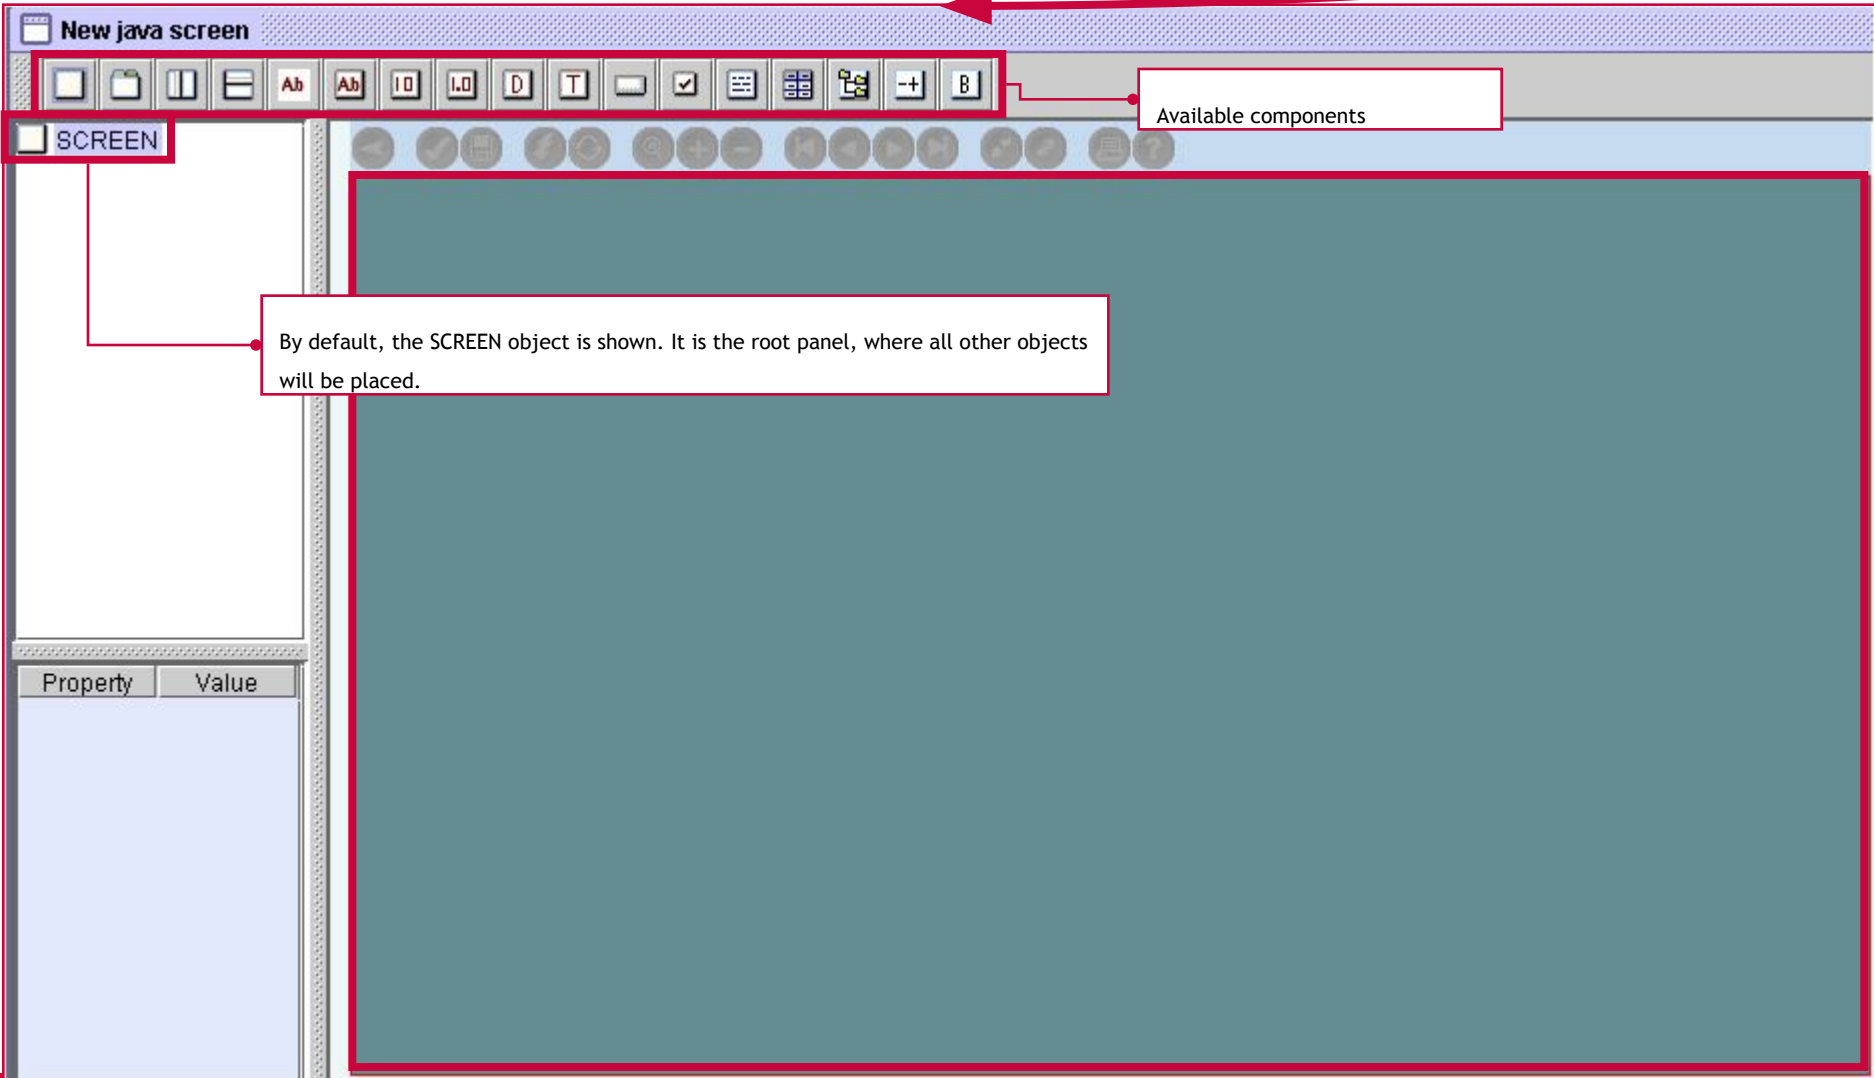 New java screen
Ab Ab I0 1.0 D T -+ B
Available components
SCREEN
By default, the SCREEN object is shown. It is the root panel, where all other objects
will be placed.
Property Value